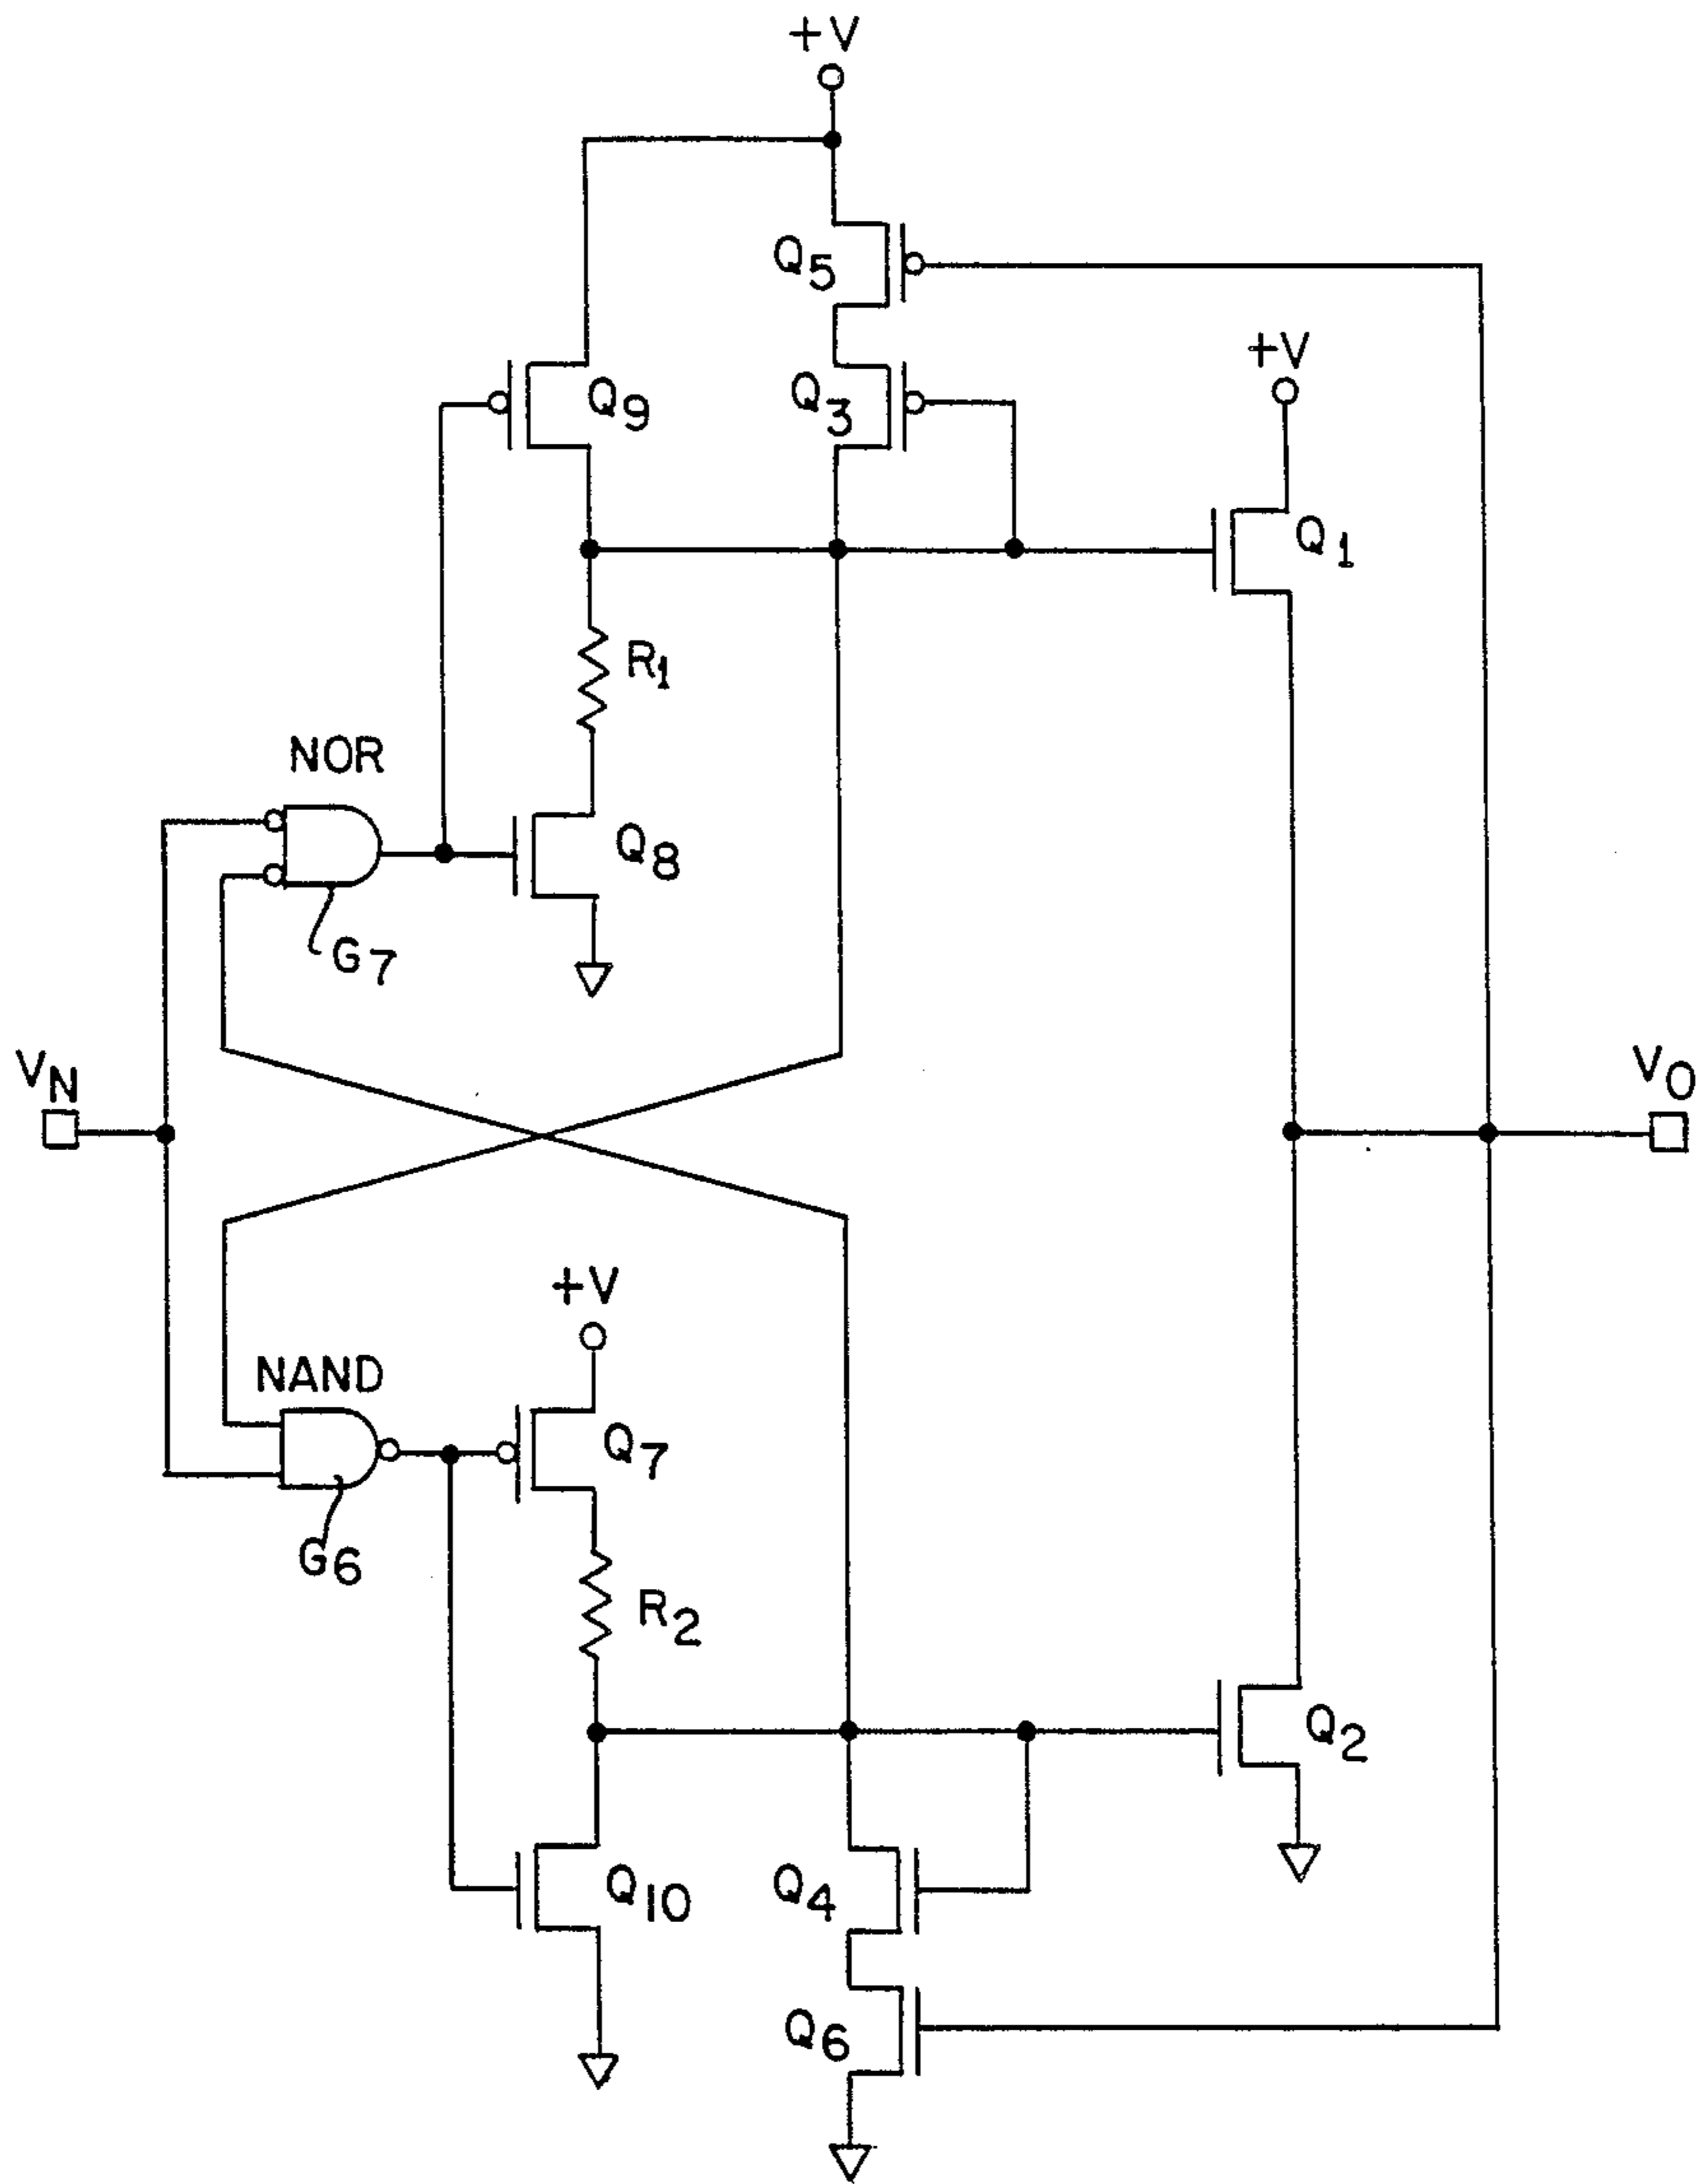 +V
Q5
+V
Q9
Q3
Q1
R1
NOR
Q8
G7
VN
VO
+V
NAND
Q7
G6
R2
Q2
Q10
Q4
Q6